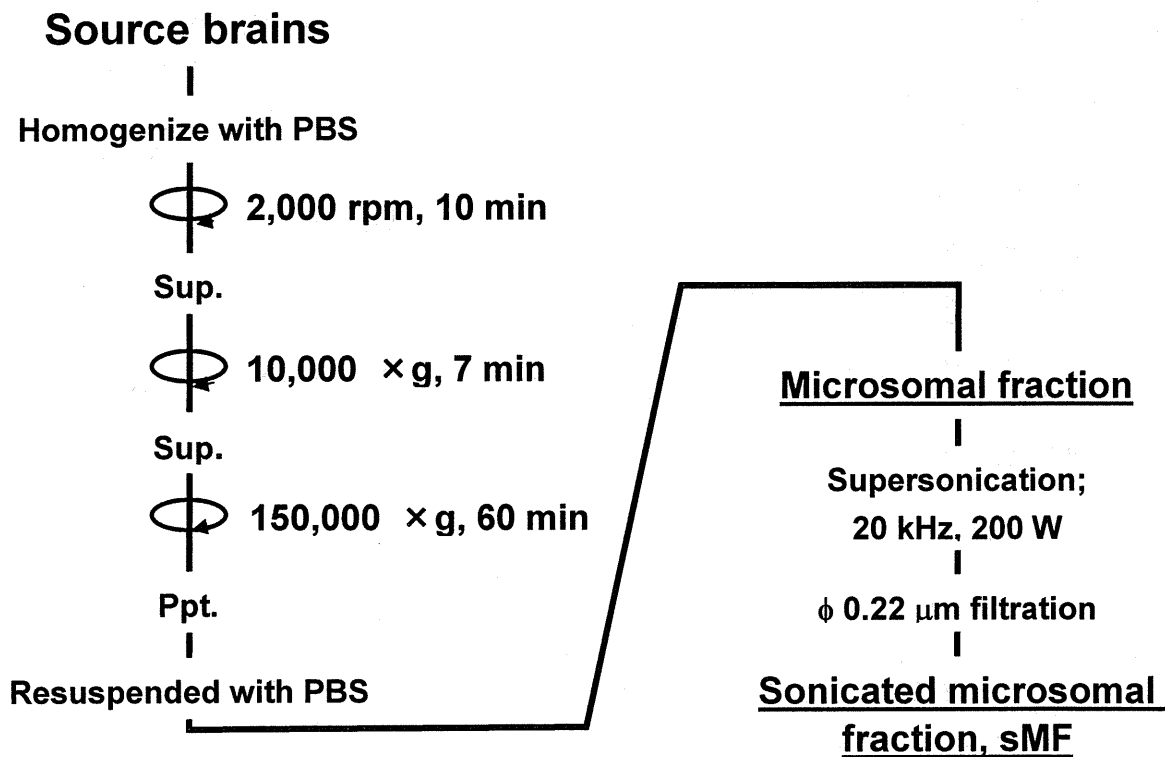 Source brains
Homogenize with PBS
2,000 rpm, 10 min
Sup.
10,000 ×g, 7 min
Sup.
150,000 ×g, 60 min
Ppt.
Resuspended with PBS
Microsomal fraction
Supersonication;
20 kHz, 200 W
ϕ 0.22 μm filtration
Sonicated microsomal
fraction, sMF